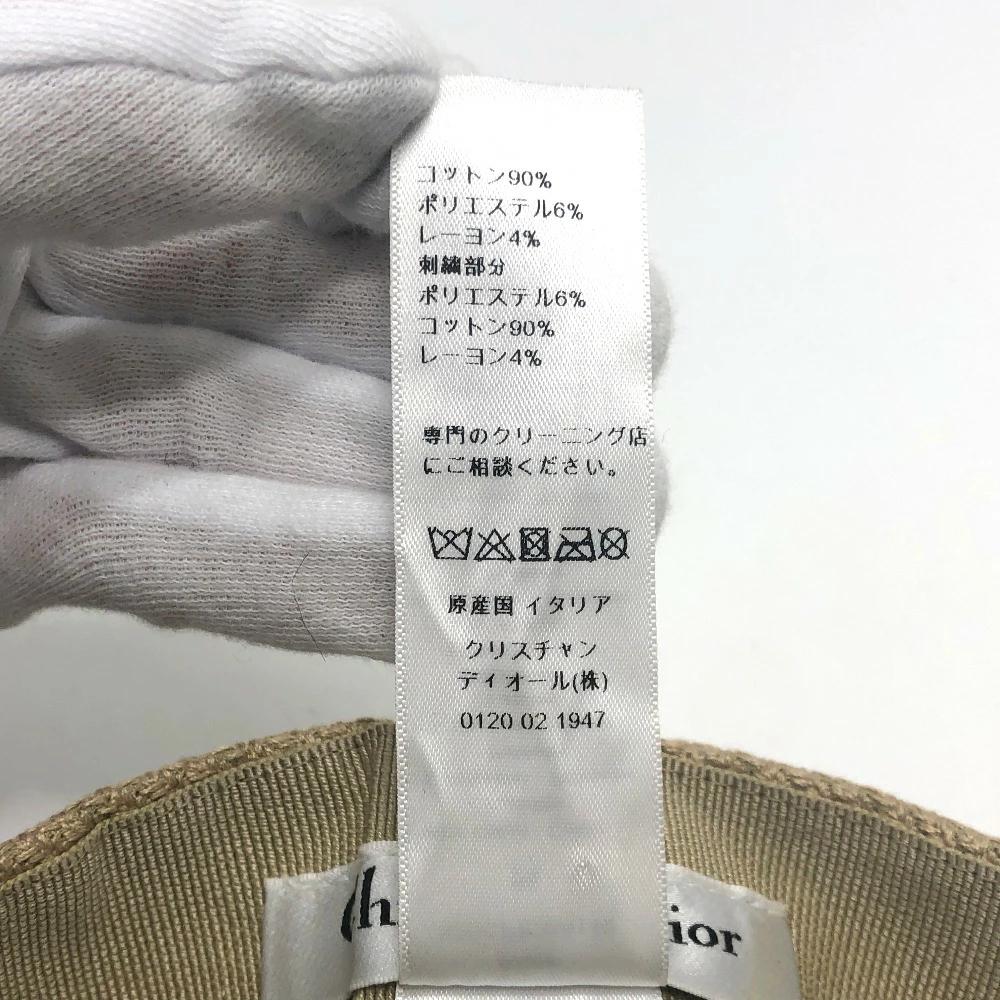 コットン90%
ポリエステル6%
レーヨン4%
刺繍部分
ポリエステル6%
コットン90%
レーヨン4%
専門のクリーニング店
にご相談ください。
原産国 イタリア
クリスチャン
ディオール(株)
0120 02 1947
Ch ior